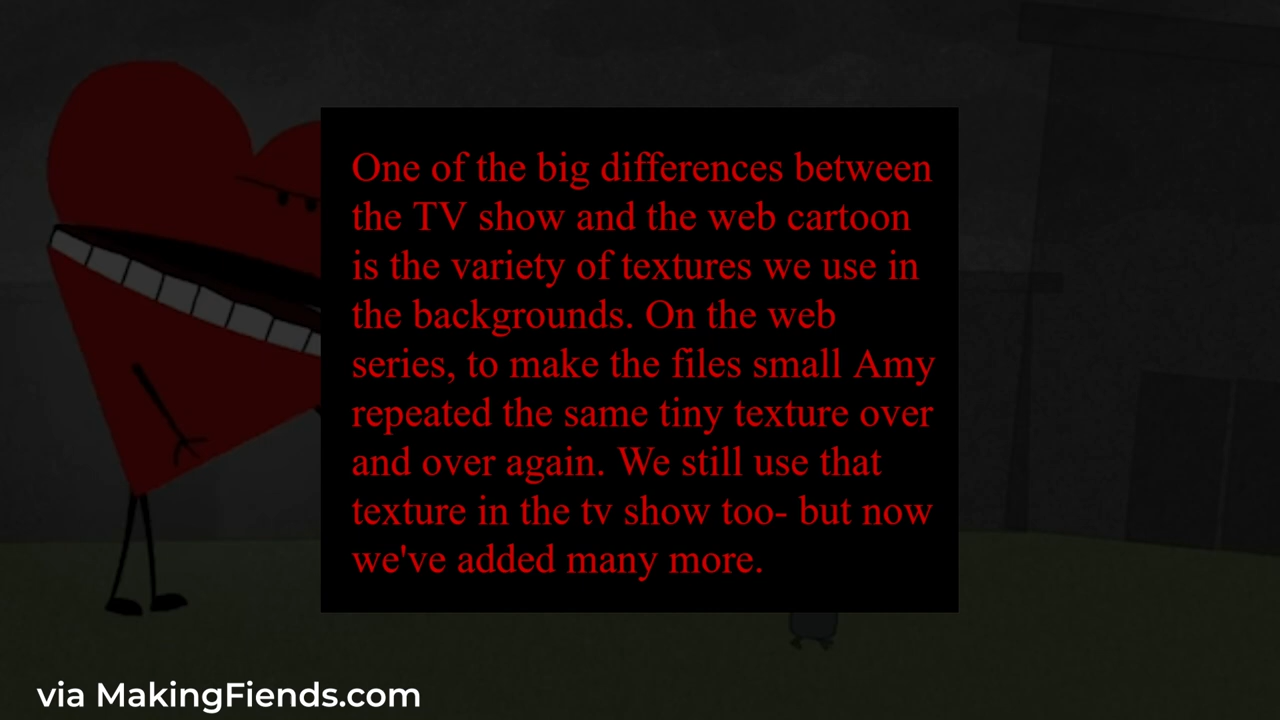 One of the big differences between
the TV show and the web cartoon
is the variety of textures we use in
the backgrounds. On the web
series, to make the files small Amy
repeated the same tiny texture over
and over again. We still use that
texture in the tv show too- but now
we've added many more.
via MakingFiends.com